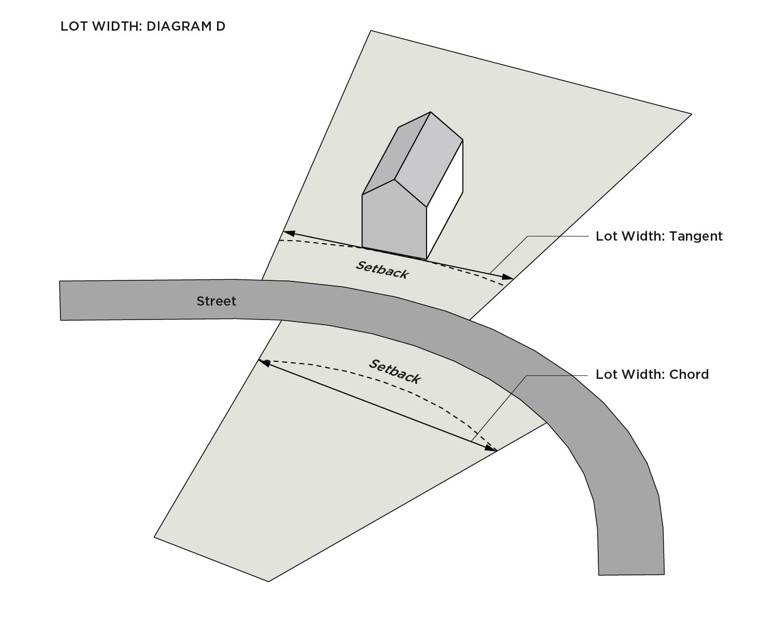 LOT WIDTH: DIAGRAM D
Lot Width: Tangent
Setback
Street
Setback
Lot Width: Chord